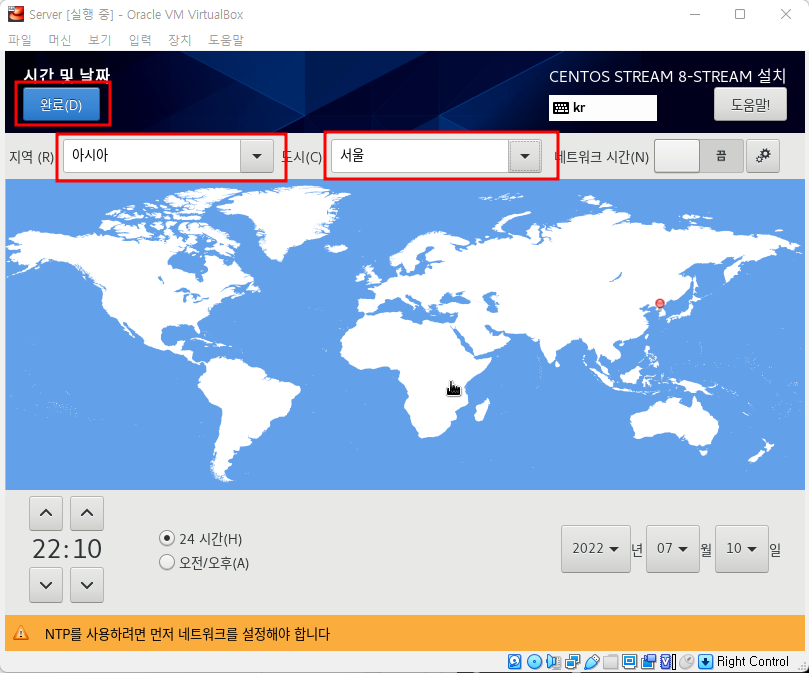 Server [실행 중] - Oracle VM VirtualBox
파일 머신 보기 입력 장치 도움말
시간 및 날짜
CENTOS STREAM 8-STREAM 설치
완료(D)
kr
도움말!
지역 (R)
아시아
도시(C)
서울
네트워크 시간(N)
끔
22:10
24 시간(H)
오전/오후(A)
2022 년 07 월 10 일
NTP를 사용하려면 먼저 네트워크를 설정해야 합니다
Right Control